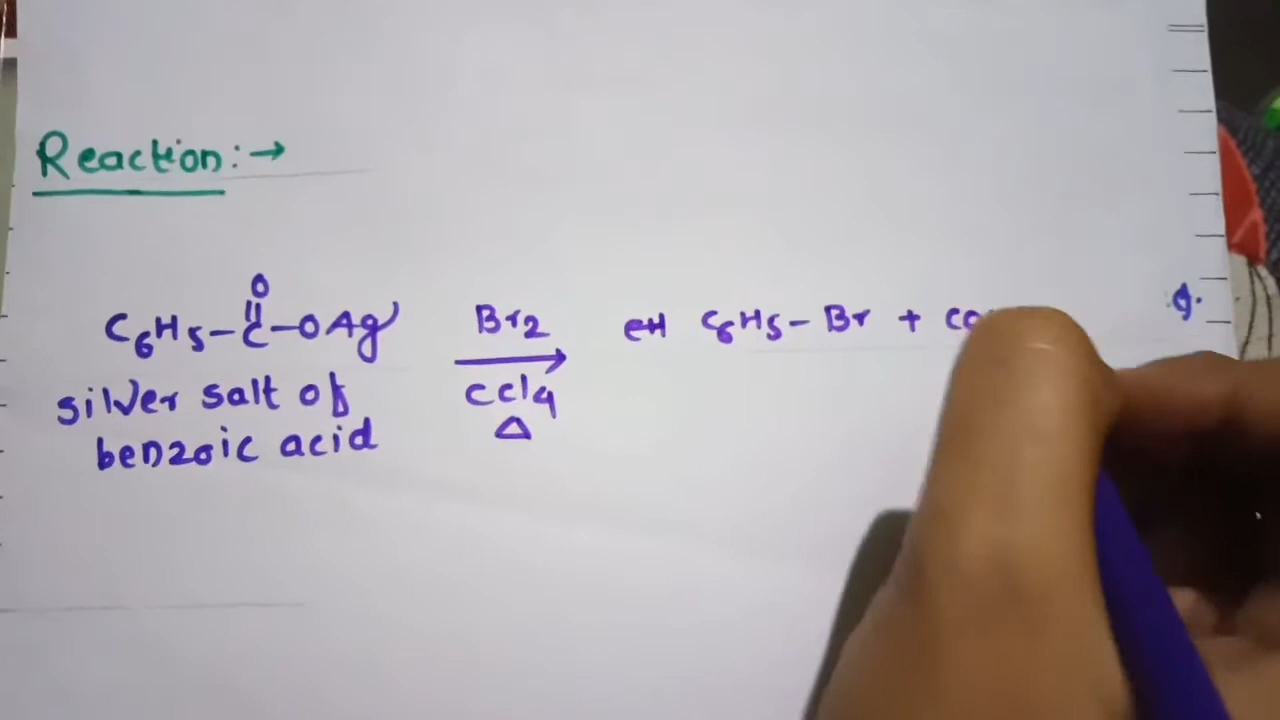 Reaction:→
O
C6H5-C-OAg Br2 C6H5-Br +
silver salt of CCl4
benzoic acid Δ